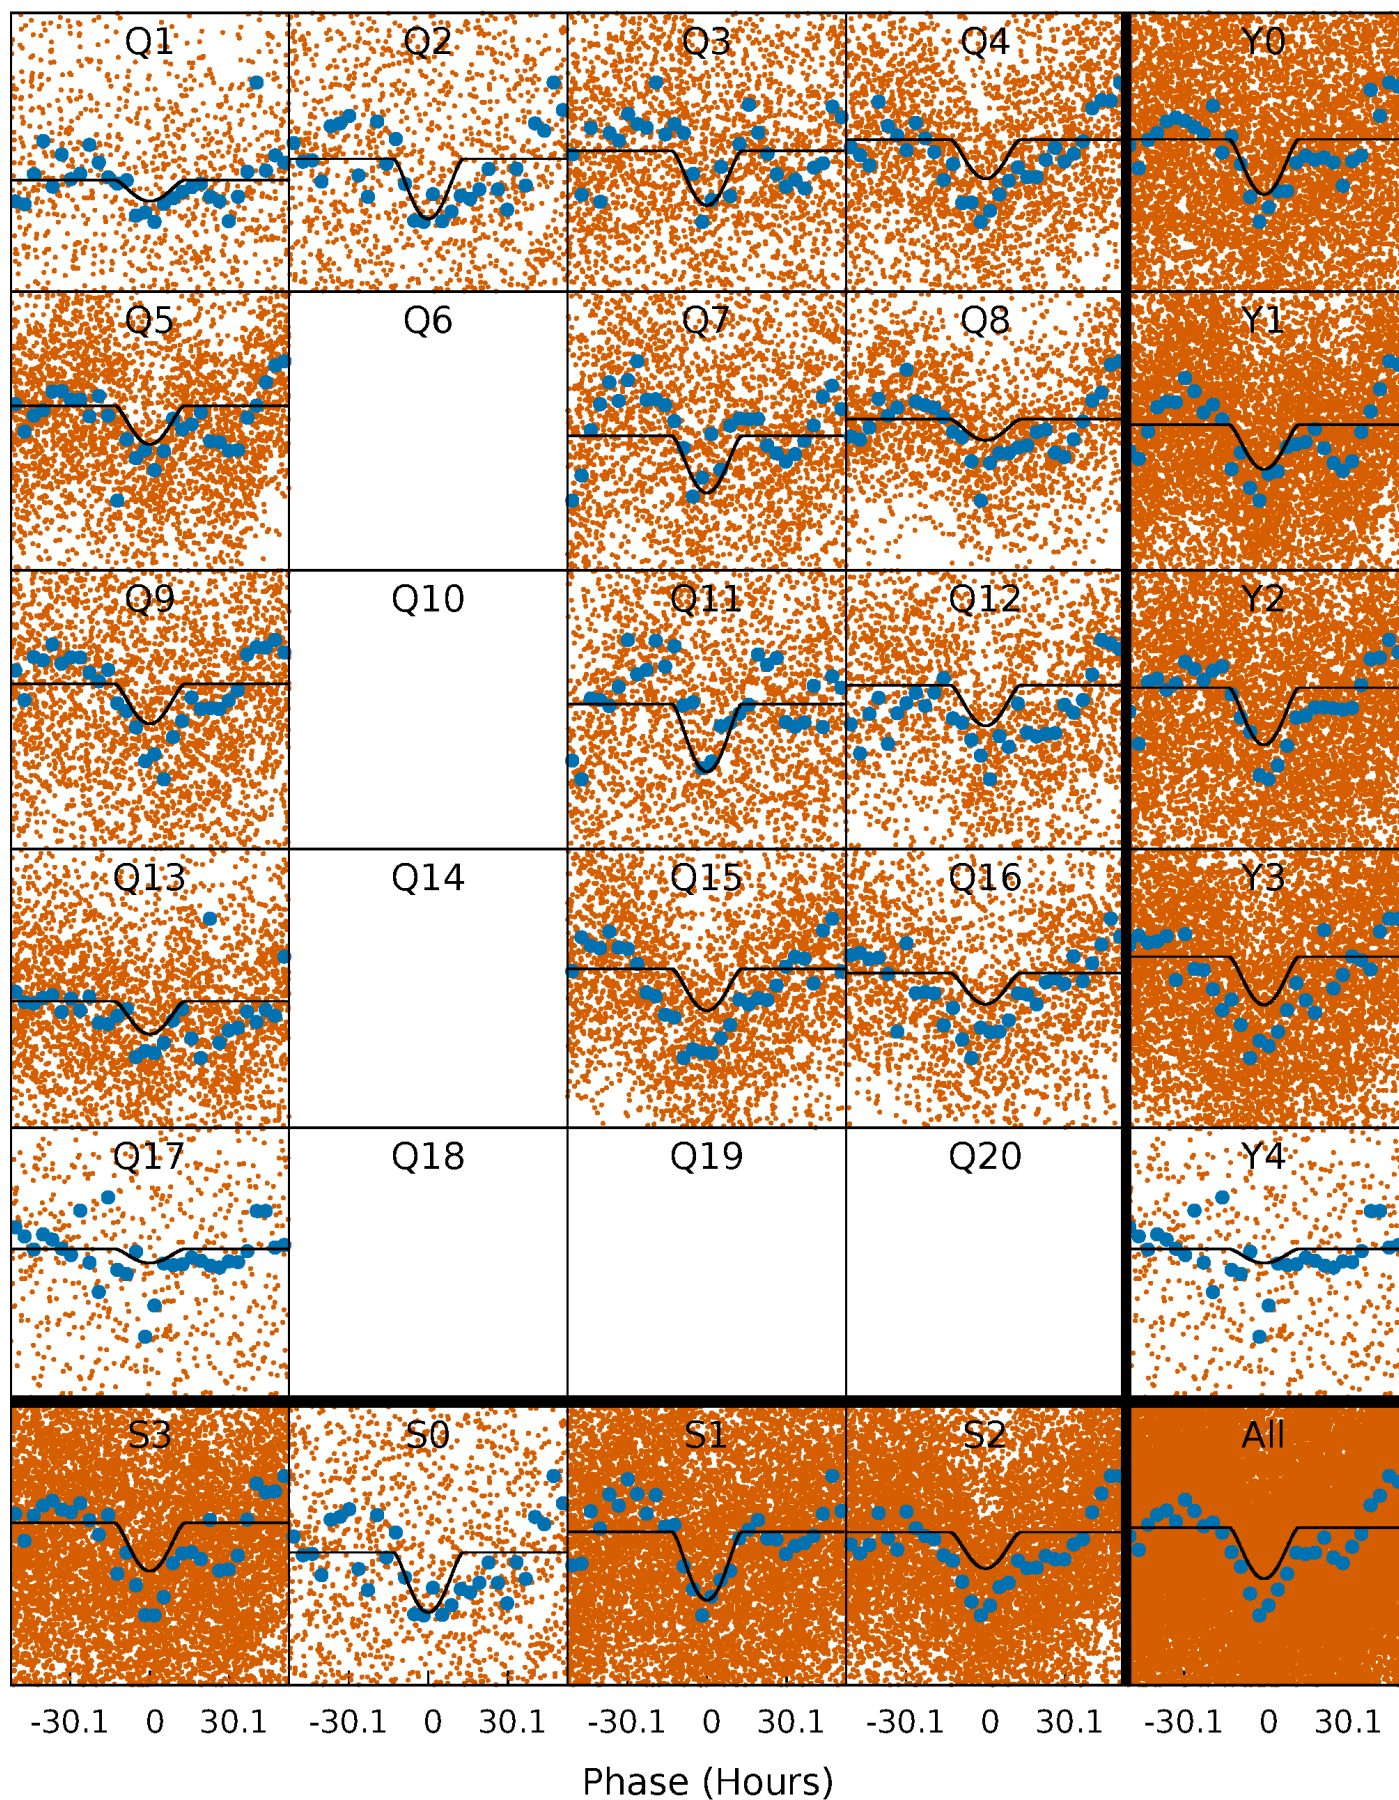 Q1 Q2 Q3 Q4 Y0
Q5 Q6 Q7 Q8 Y1
Q9 Q10 Q11 Q12 Y2
Q13 Q14 Q15 Q16 Y3
Q17 Q18 Q19 Q20 Y4
S3 S0 S1 S2 All
-30.1 0 30.1 -30.1 0 30.1 -30.1 0 30.1 -30.1 0 30.1 -30.1 0 30.1
Phase (Hours)